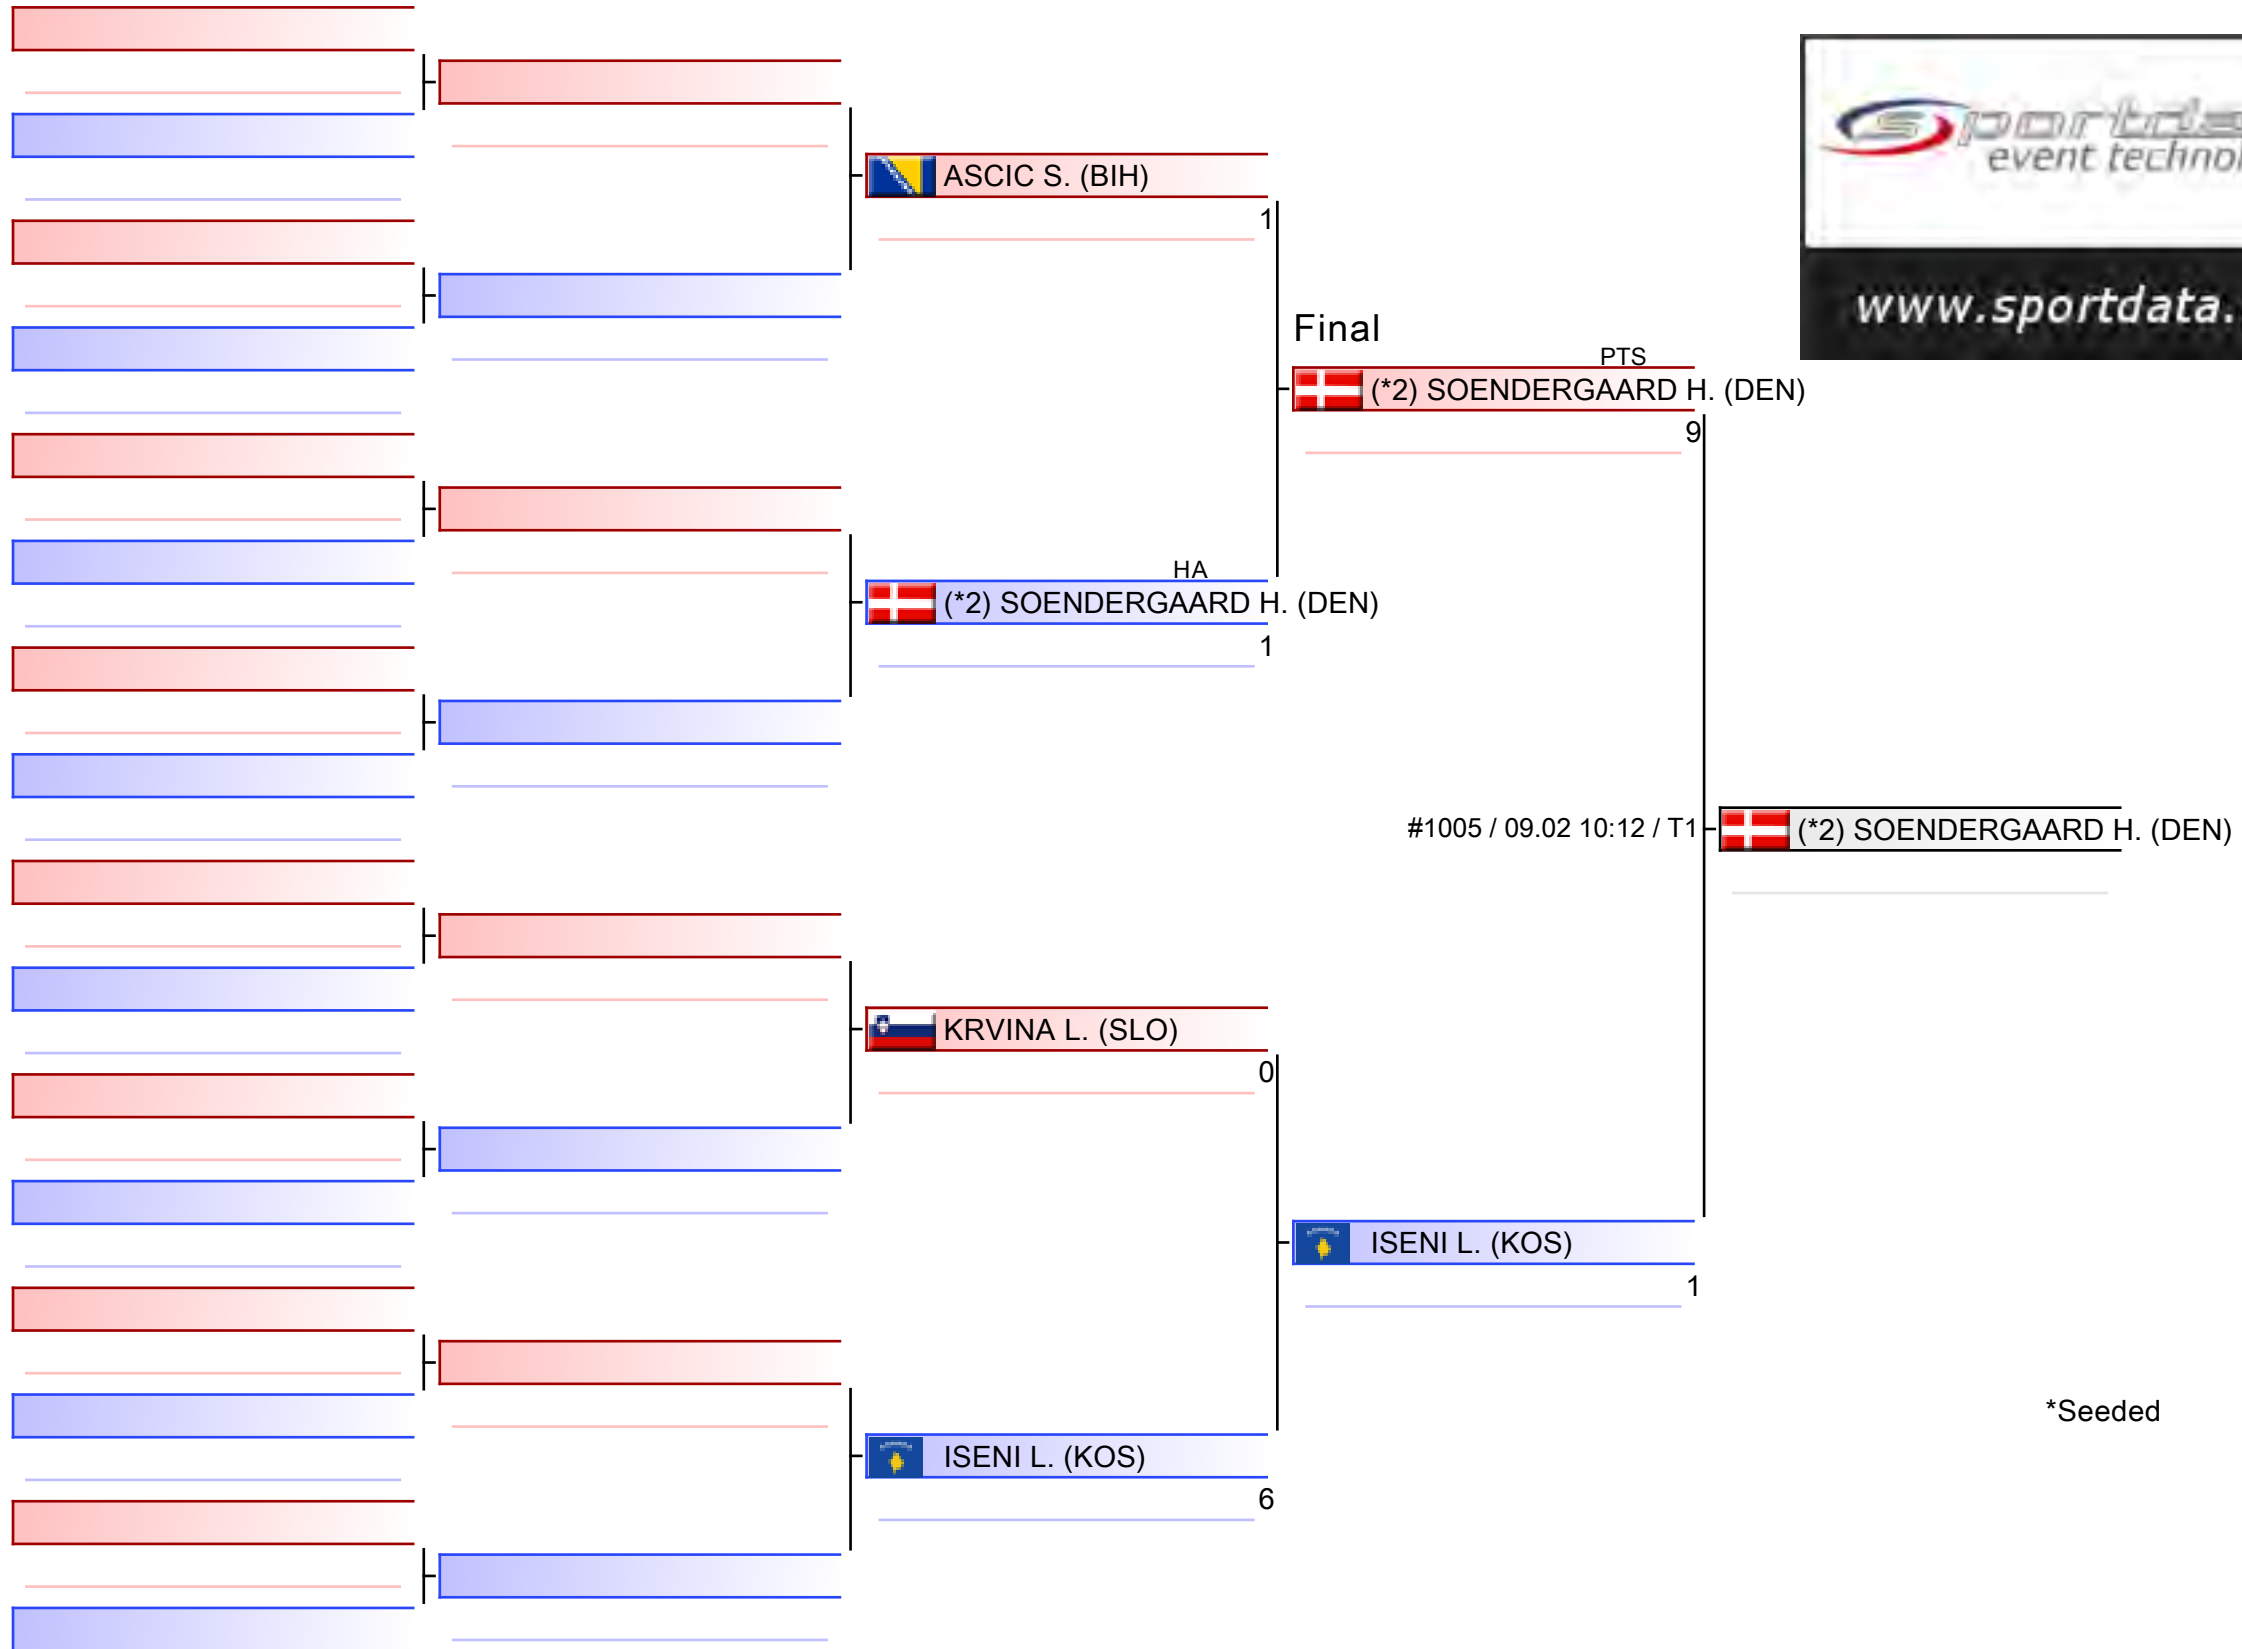 ASCIC S. (BIH)
1
HA
(*2) SOENDERGAARD H. (DEN)
1
KRVINA L. (SLO)
0
ISENI L. (KOS)
6
Final
PTS
(*2) SOENDERGAARD H. (DEN)
9
#1005 / 09.02 10:12 / T1
ISENI L. (KOS)
1
(*2) SOENDERGAARD H. (DEN)
event technol
www.sportdata.
*Seeded